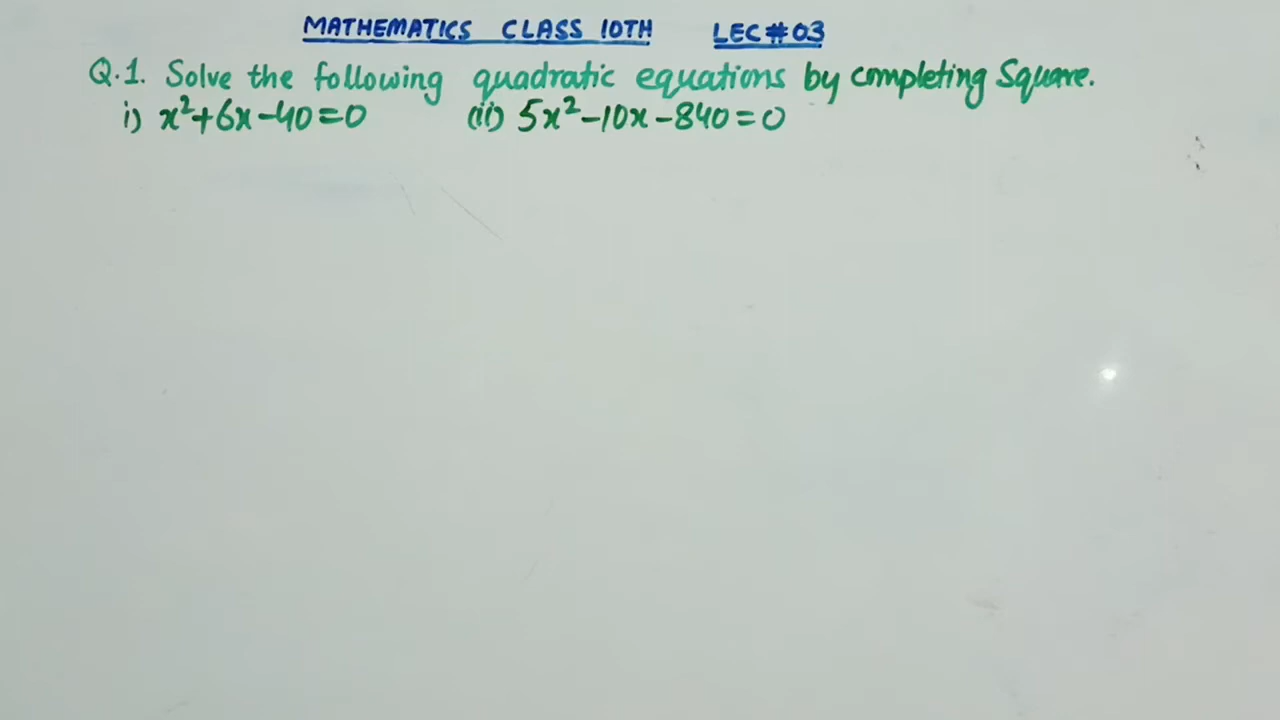 MATHEMATICS CLASS 10TH LEC#03
Q.1. Solve the following quadratic equations by completing Square.
i) x²+6x-40=0 (ii) 5x²-10x-840=0